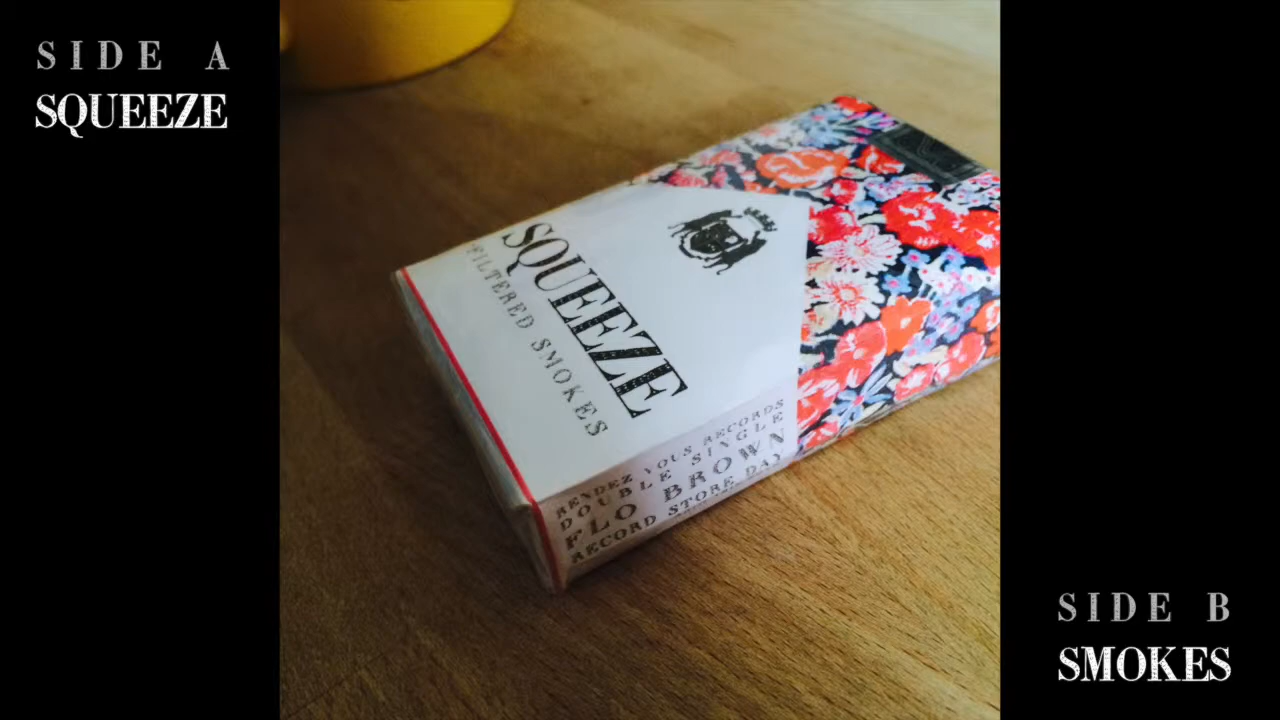 SIDE A
SQUEEZE
SQUEEZE
FILTERED SMOKES
RENDEZ VOUS RECORDS
DOUBLE SINGLE
FLO BROWN
RECORD STORE DAY
SIDE B
SMOKES